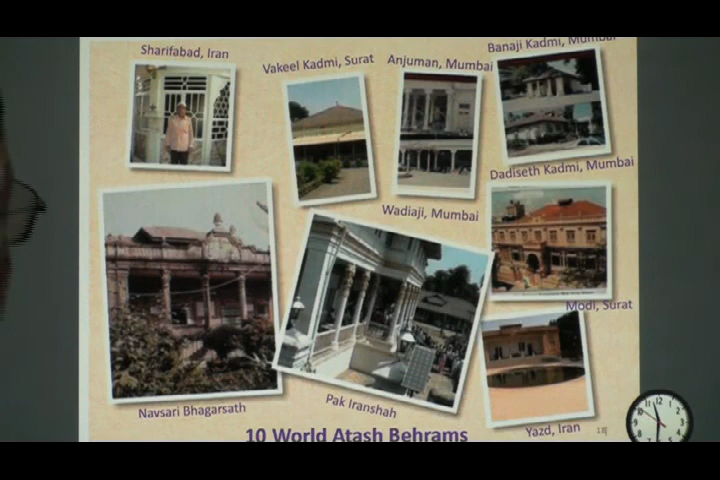 Sharifabad, Iran
Vakeel Kadmi, Surat
Anjuman, Mumbai
Banaji Kadmi, Mumbai
Dadiseth Kadmi, Mumbai
Wadiaji, Mumbai
Modi, Surat
Navsari Bhagarsath
Pak Iranshah
Yazd, Iran
10 World Atash Behrams